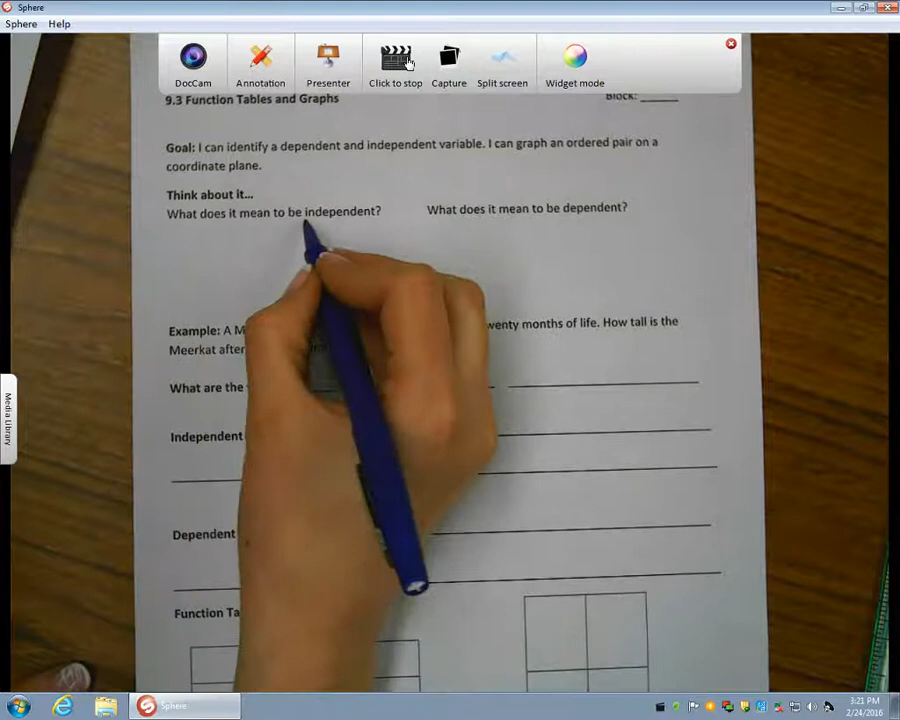 Sphere
Sphere Help
DocCam Annotation Presenter Click to stop Capture Split screen Widget mode
9.3 Function Tables and Graphs Block:
Goal: I can identify a dependent and independent variable. I can graph an ordered pair on a
coordinate plane.
Think about it...
What does it mean to be independent? What does it mean to be dependent?
Example: A wenty months of life. How tall is the
Meerkat after
What are the
Independent
Dependent
Function
Media Library
Sphere
3:21 PM
2/24/2016